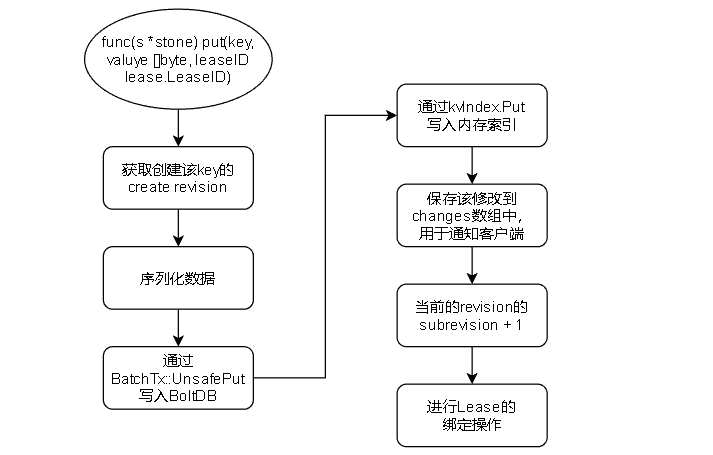 func(s *stone) put(key,
valuye []byte, leaseID
lease.LeaseID)
获取创建该key的
create revision
序列化数据
通过
BatchTx::UnsafePut
写入BoltDB
通过kvIndex.Put
写入内存索引
保存该修改到
changes数组中，
用于通知客户端
当前的revision的
subrevision + 1
进行Lease的
绑定操作